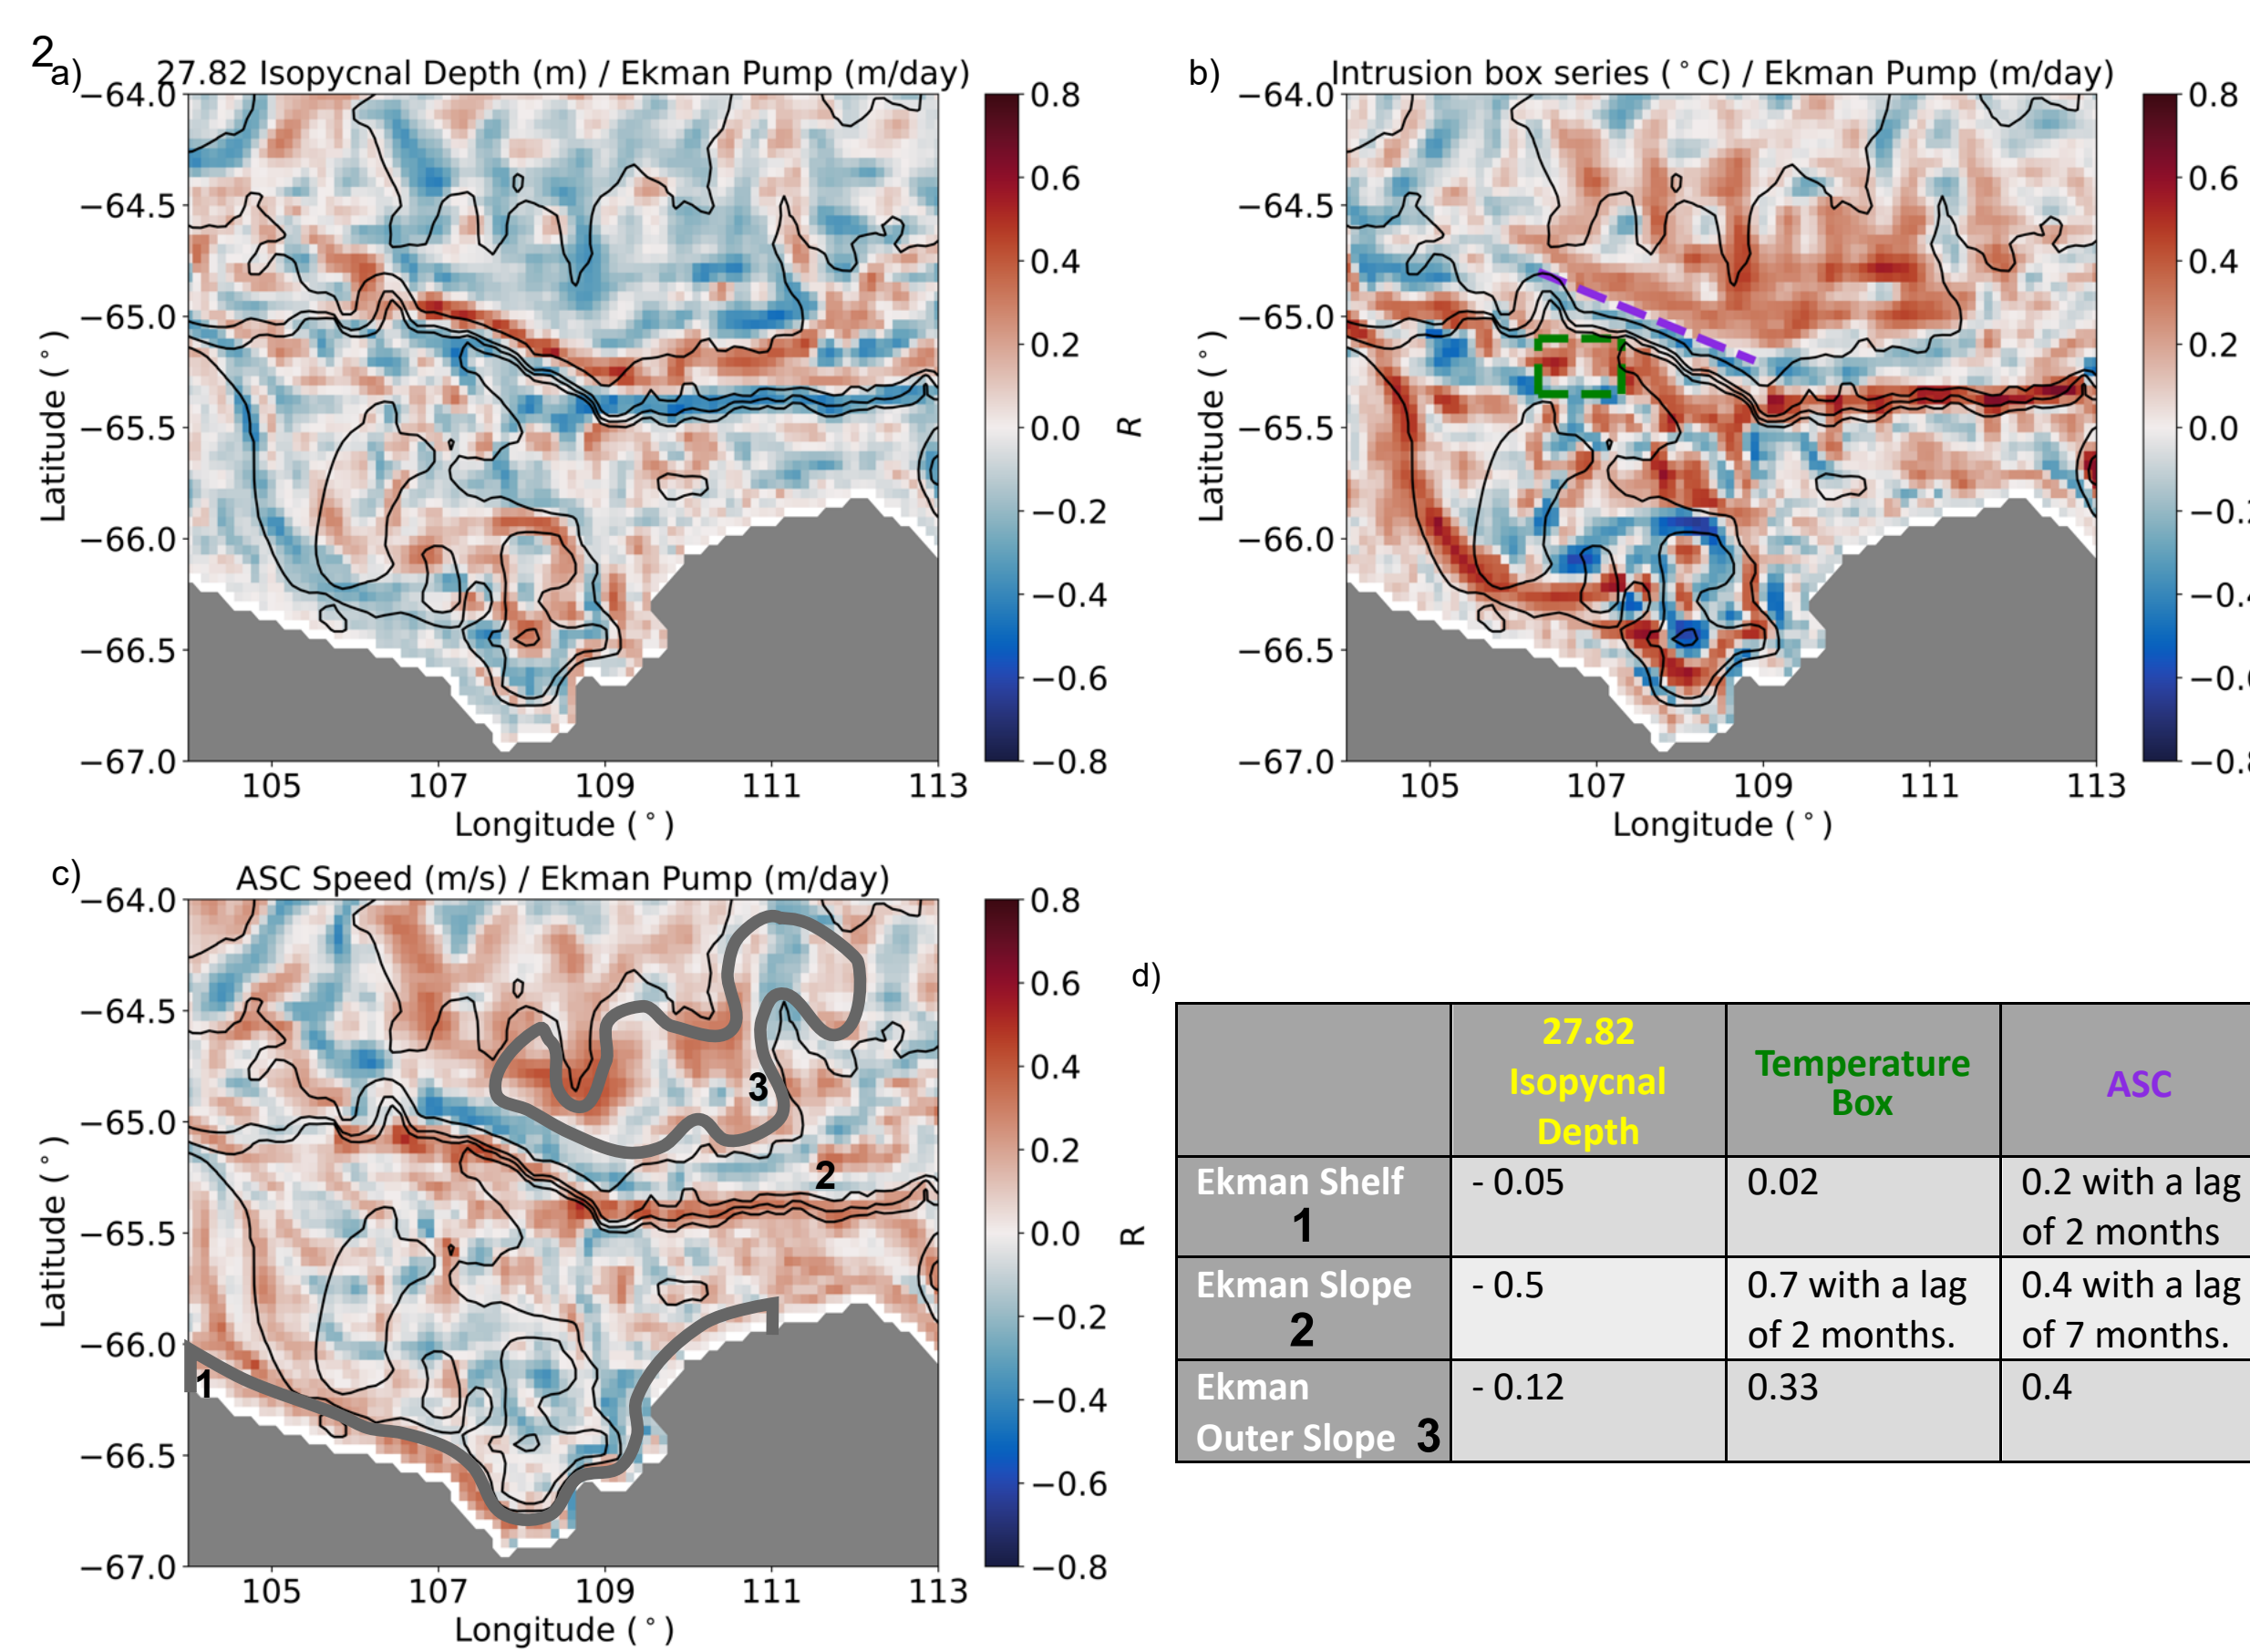 2
a)
27.82 Isopycnal Depth (m) / Ekman Pump (m/day)
−64.0
−64.5
−65.0
−65.5
−66.0
−66.5
−67.0
Latitude (°)
105 107 109 111 113
Longitude (°)
0.8
0.6
0.4
0.2
0.0
−0.2
−0.4
−0.6
−0.8
R
b)
Intrusion box series (°C) / Ekman Pump (m/day)
−64.0
−64.5
−65.0
−65.5
−66.0
−66.5
−67.0
Latitude (°)
105 107 109 111 113
Longitude (°)
0.8
0.6
0.4
0.2
0.0
c)
ASC Speed (m/s) / Ekman Pump (m/day)
−64.0
−64.5
−65.0
−65.5
−66.0
−66.5
−67.0
Latitude (°)
3
2
1
105 107 109 111 113
Longitude (°)
0.8
0.6
0.4
0.2
0.0
−0.2
−0.4
−0.6
−0.8
R
d)
27.82
Isopycnal
Depth
Temperature
Box
ASC
Ekman Shelf
1
- 0.05
0.02
0.2 with a lag
of 2 months
Ekman Slope
2
- 0.5
0.7 with a lag
of 2 months.
0.4 with a lag
of 7 months.
Ekman
Outer Slope 3
- 0.12
0.33
0.4